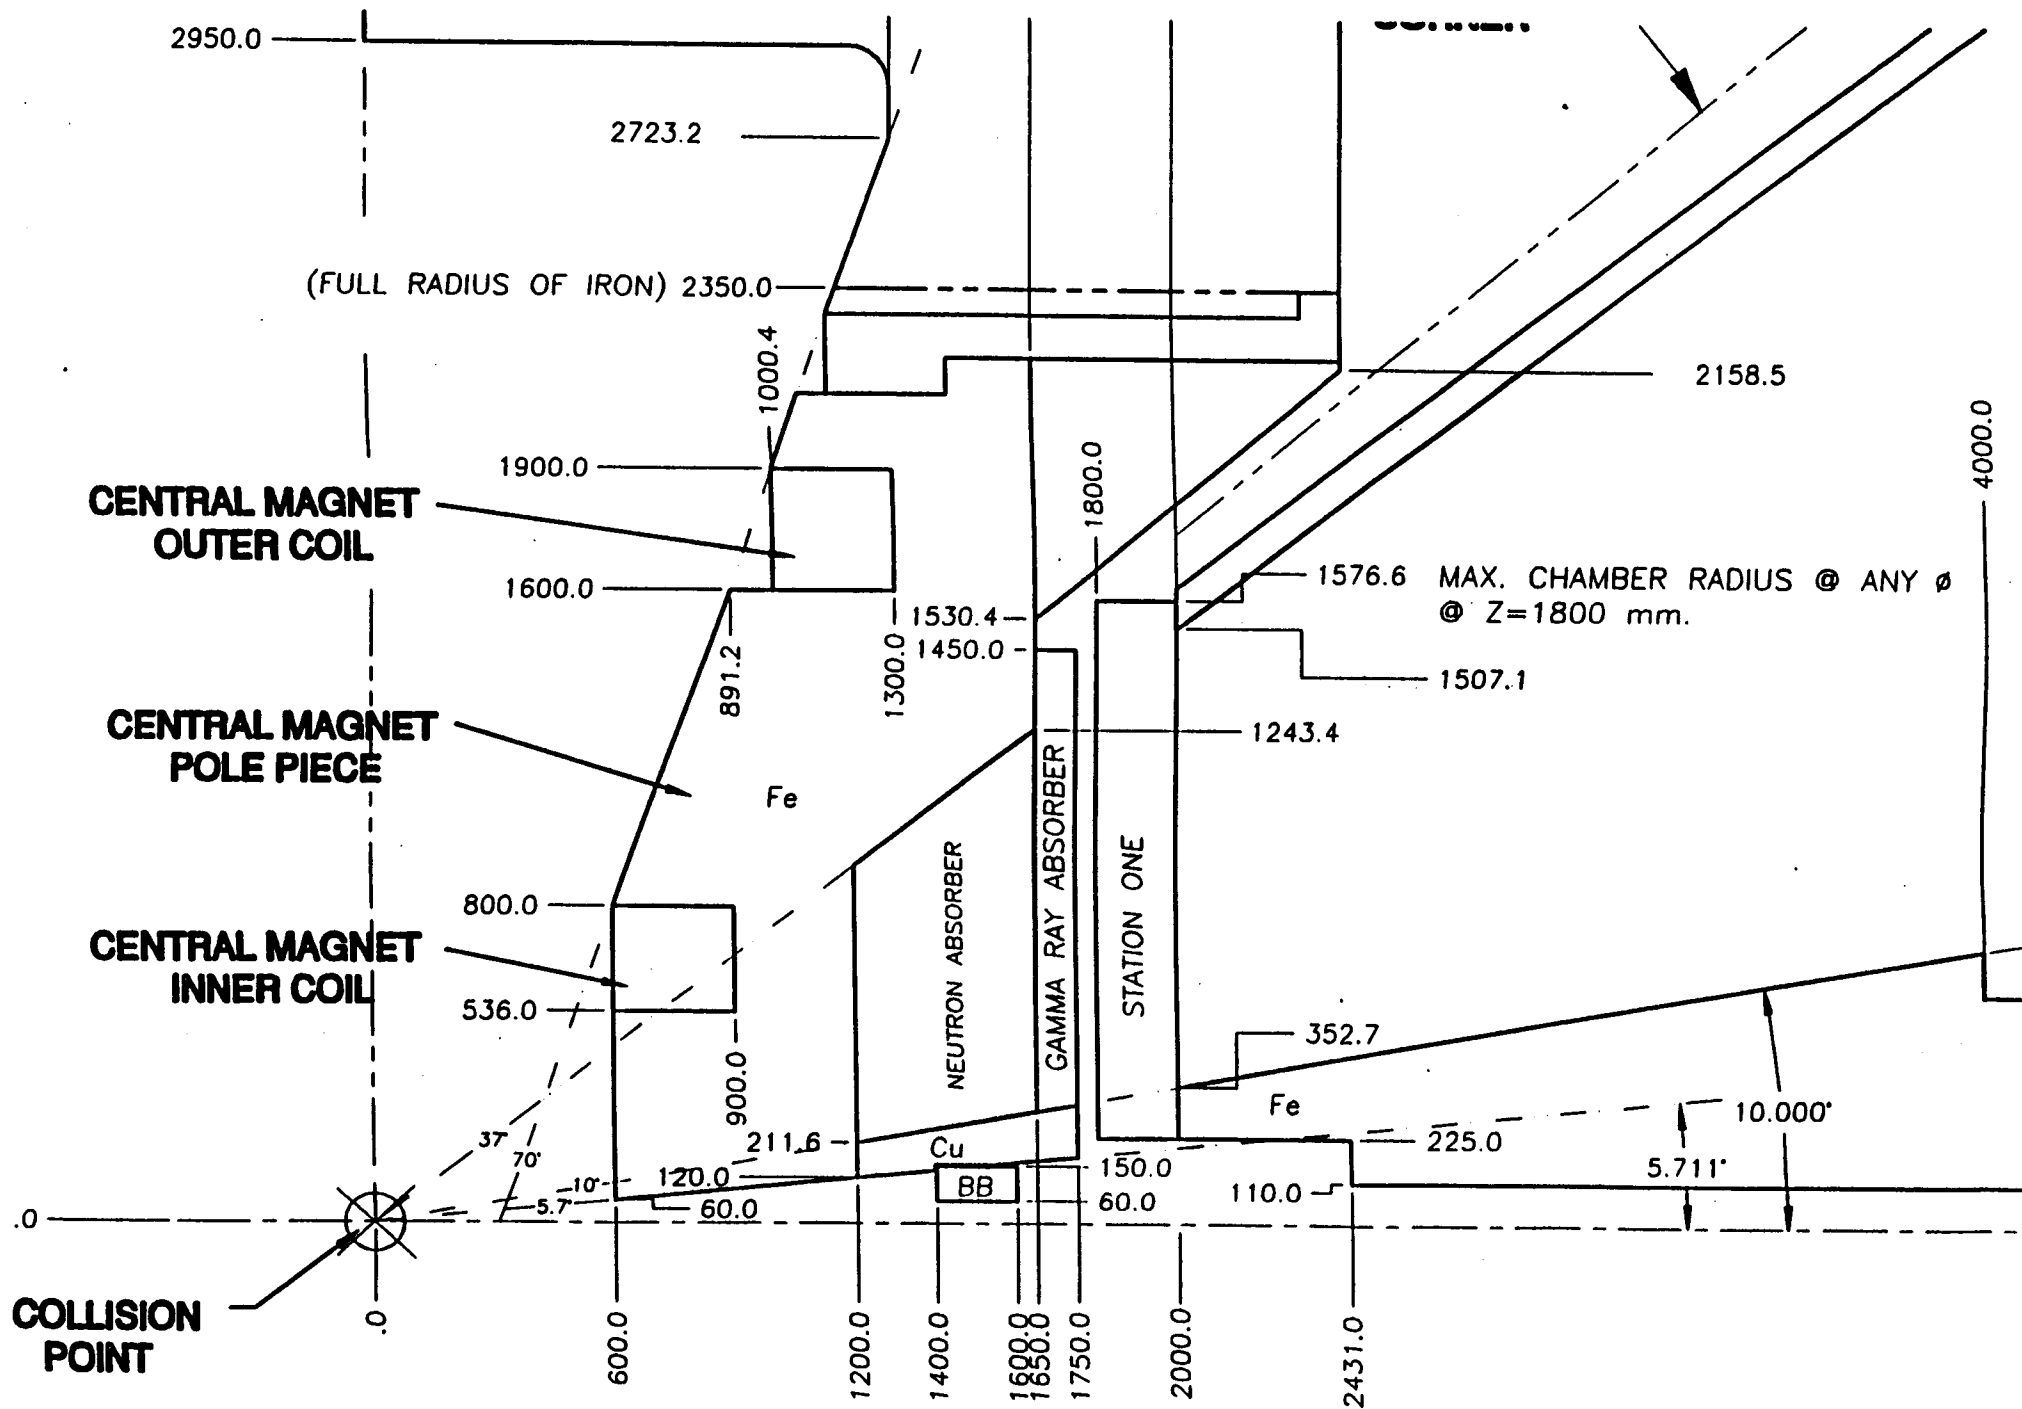 2950.0
2723.2
(FULL RADIUS OF IRON) 2350.0
1000.4
2158.5
4000.0
1900.0
1800.0
CENTRAL MAGNET
OUTER COIL
1600.0
1576.6 MAX. CHAMBER RADIUS @ ANY ø
@ Z=1800 mm.
1530.4
1450.0
891.2
1300.0
1507.1
CENTRAL MAGNET
POLE PIECE
1243.4
Fe
NEUTRON ABSORBER
GAMMA RAY ABSORBER
STATION ONE
800.0
CENTRAL MAGNET
INNER COIL
536.0
900.0
352.7
Fe
10.000°
37°
70°
211.6
Cu
225.0
5.711°
10°
120.0
150.0
BB
5.7°
60.0
60.0
110.0
.0
COLLISION
POINT
.0
600.0
1200.0
1400.0
1600.0
1650.0
1750.0
2000.0
2431.0